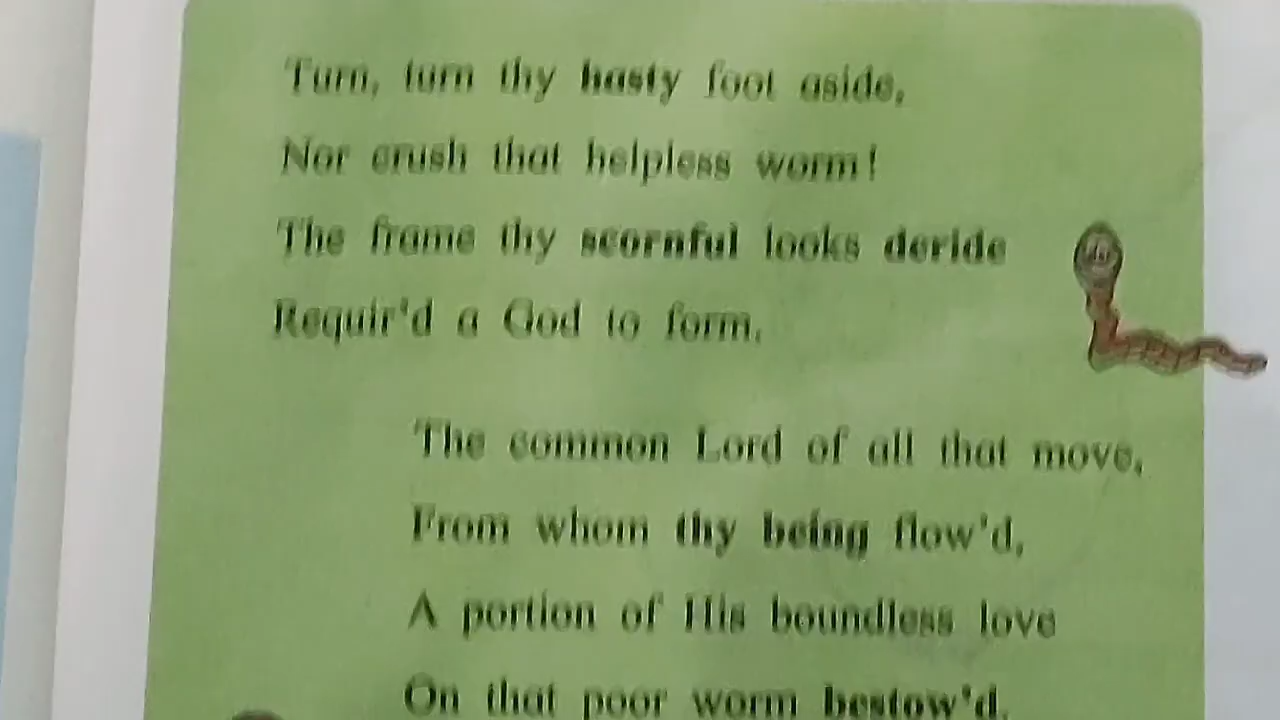 Turn, turn thy hasty foot aside,
Nor crush that helpless worm!
The frame thy scornful looks deride
Requir'd a God to form.
The common Lord of all that move,
From whom thy being flow'd,
A portion of His boundless love
On that poor worm bestow'd.